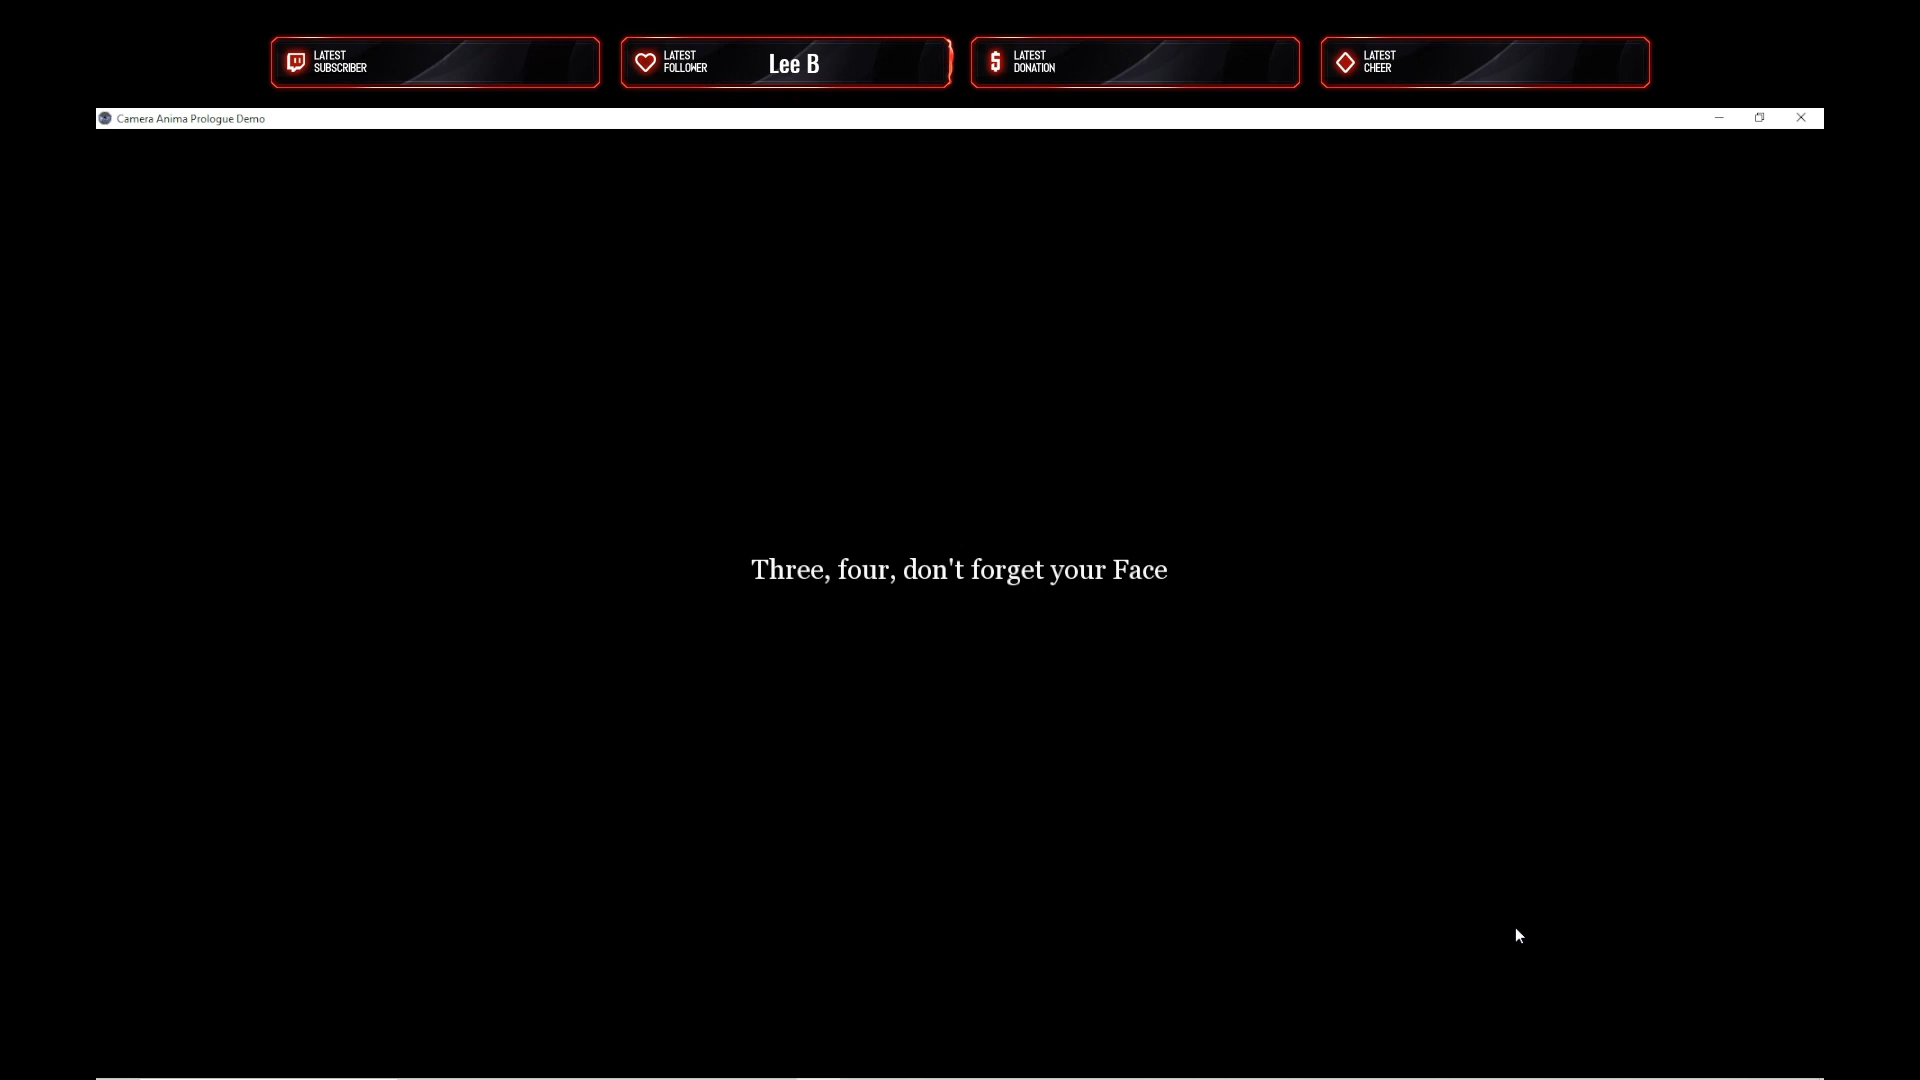 LATEST
SUBSCRIBER
LATEST
FOLLOWER
Lee B
LATEST
DONATION
LATEST
CHEER
Camera Anima Prologue Demo
Three, four, don't forget your Face